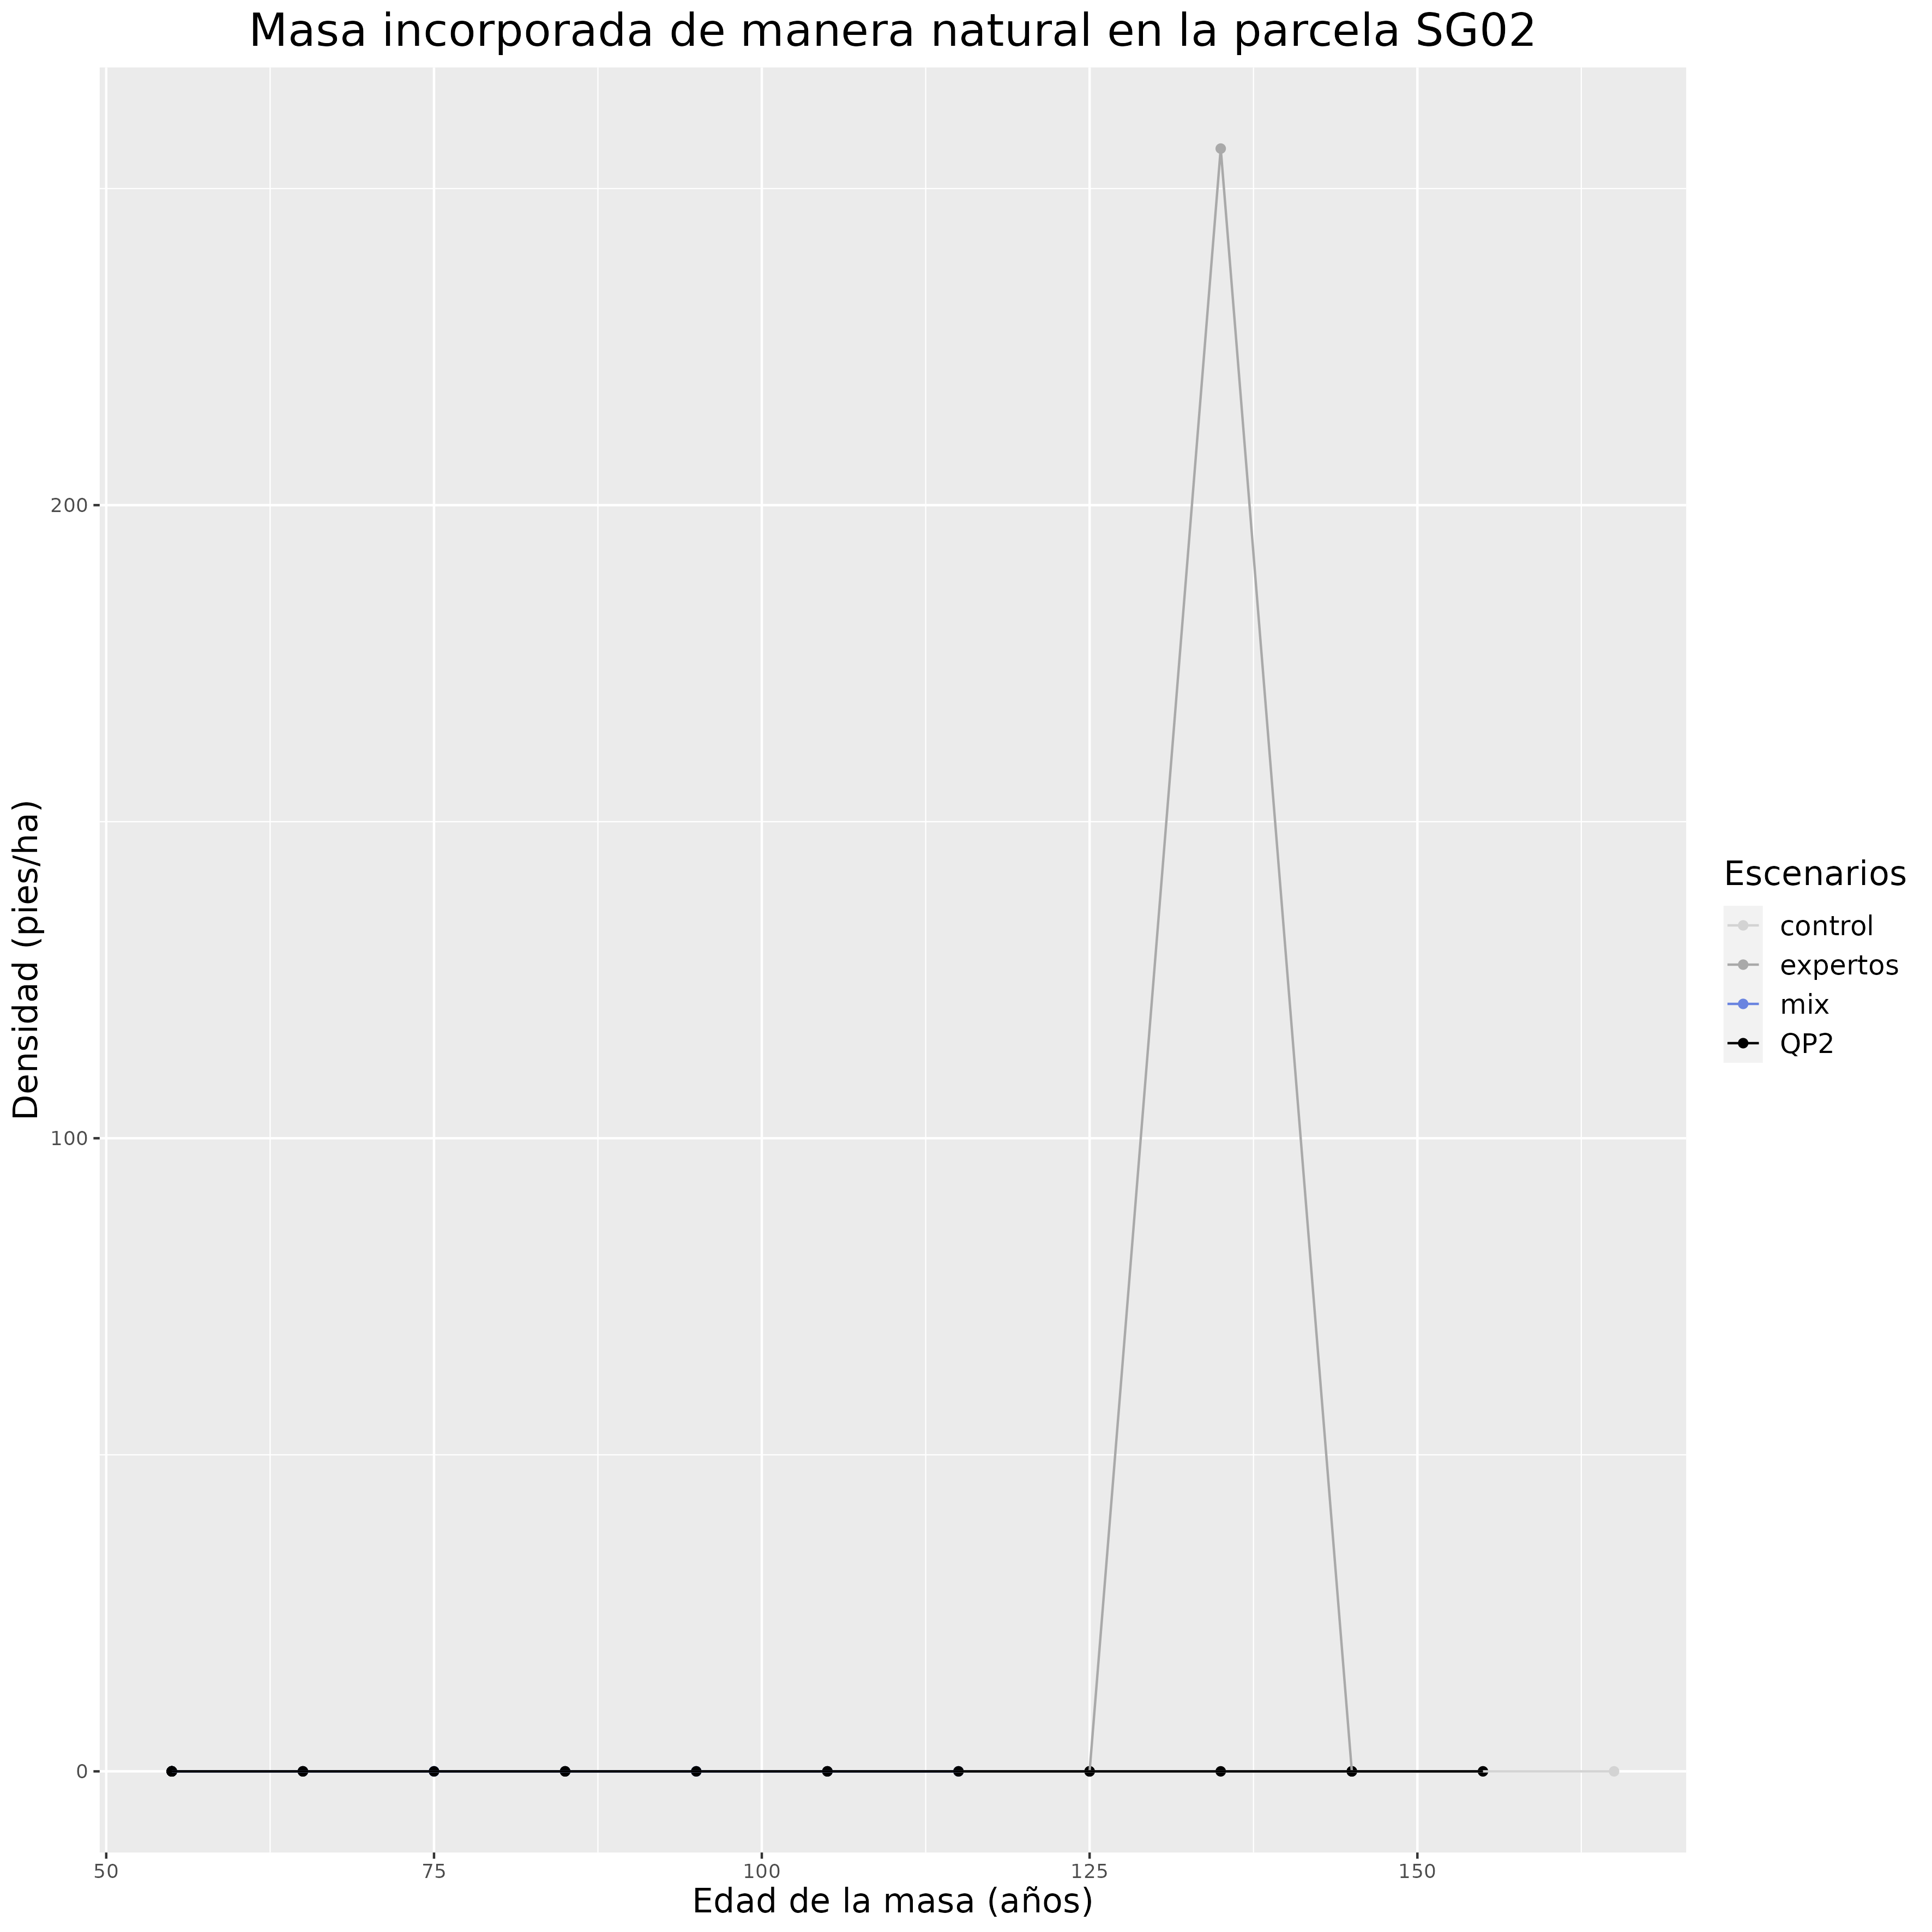 Masa incorporada de manera natural en la parcela SG02
Densidad (pies/ha)
200
100
0
50
75
100
125
150
Edad de la masa (años)
Escenarios
control
expertos
mix
QP2